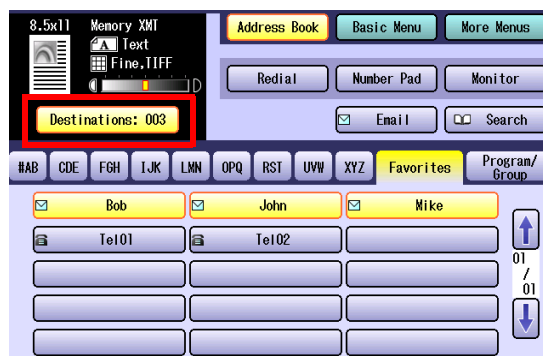 8.5x11 Memory XMT
A Text
Fine,TIFF
D
Destinations: 003
Address Book
Basic Menu
More Menus
Redial
Number Pad
Monitor
Email
Search
#AB
CDE
FGH
IJK
LMN
OPQ
RST
UVW
XYZ
Favorites
Program/
Group
Bob
John
Mike
Tel01
Tel02
01
/
01